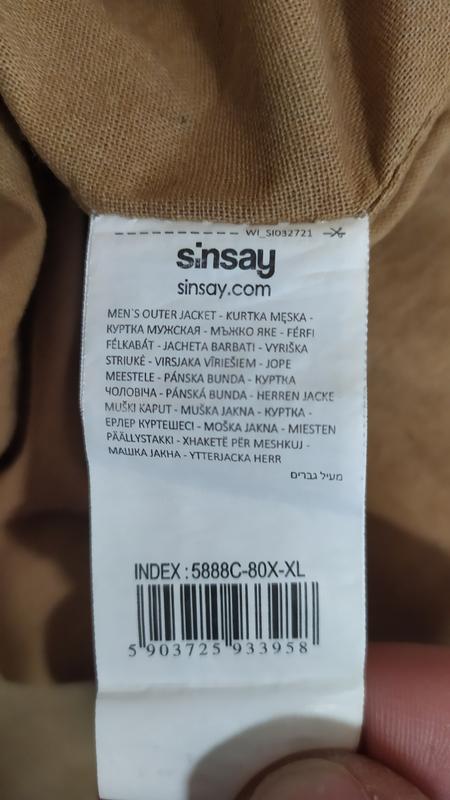 WI_SI032721
sinsay
sinsay.com
MEN`S OUTER JACKET - KURTKA MĘSKA -
КУРТКА МУЖСКАЯ - МЪЖКО ЯКЕ - FÉRFI
FÉLKABÁT - JACHETA BARBATI - VYRIŠKA
STRIUKĖ - VIRSJAKA VĪRIEŠIEM - JOPE
MEESTELE - PÁNSKA BUNDA - КУРТКА
ЧОЛОВІЧА - PÁNSKÁ BUNDA - HERREN JACKE
MUŠKI KAPUT - MUŠKA JAKNA - КУРТКА -
ЕРЛЕР КУРТЕШЕСІ - MOŠKA JAKNA - MIESTEN
PÄÄLLYSTAKKI - XHAKETË PËR MESHKUJ -
МАШКА ЈАКНА - YTTERJACKA HERR
מעיל גברים
INDEX : 5888C-80X-XL
5 903725 933958